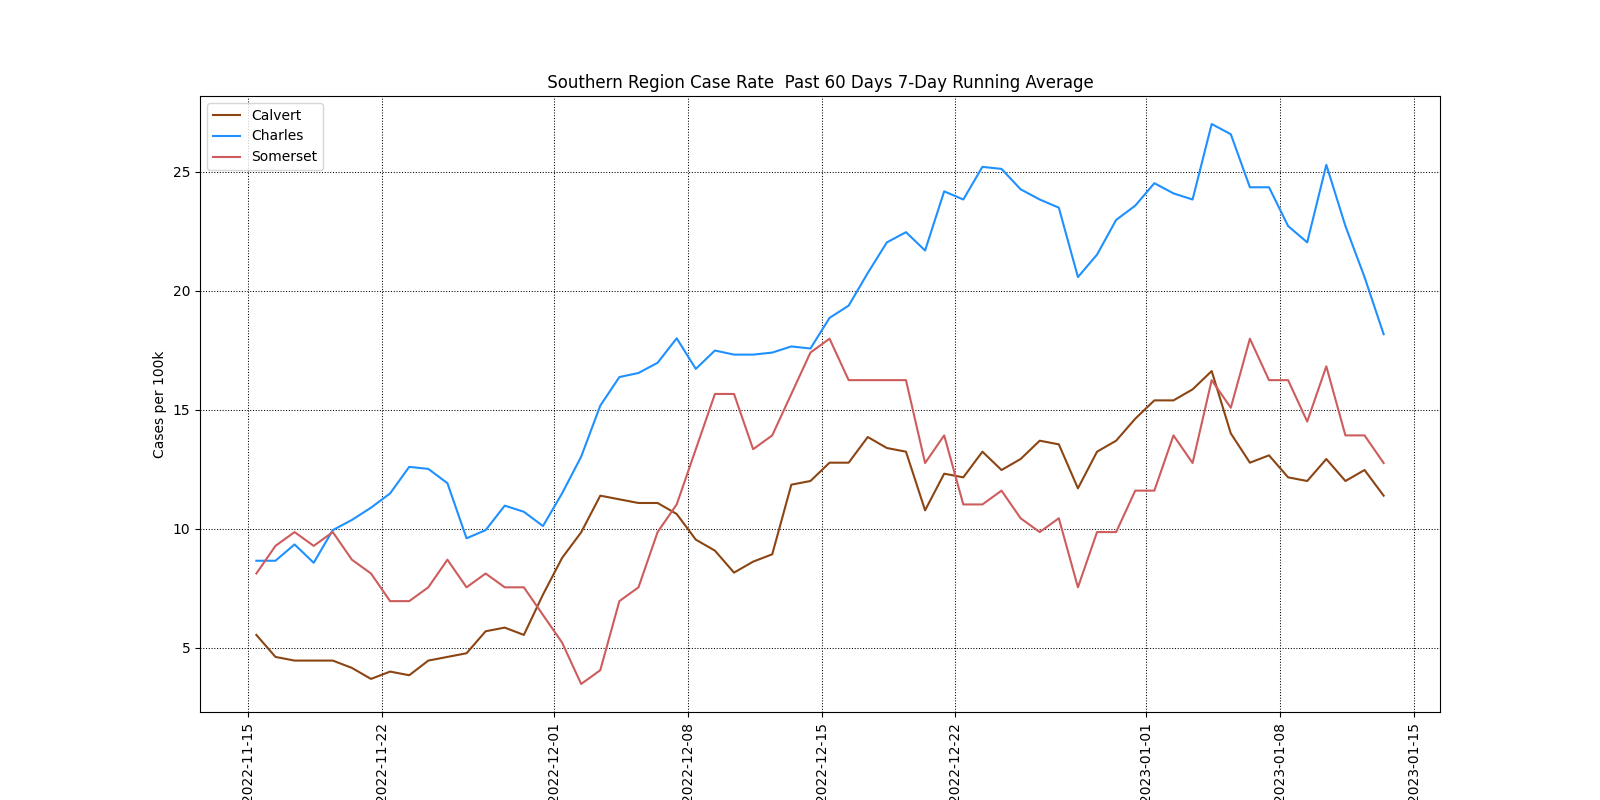 Southern Region Case Rate  Past 60 Days 7-Day Running Average
Calvert
Charles
Somerset
Cases per 100k
25
20
15
10
5
2022-11-15
2022-11-22
2022-12-01
2022-12-08
2022-12-15
2022-12-22
2023-01-01
2023-01-08
2023-01-15